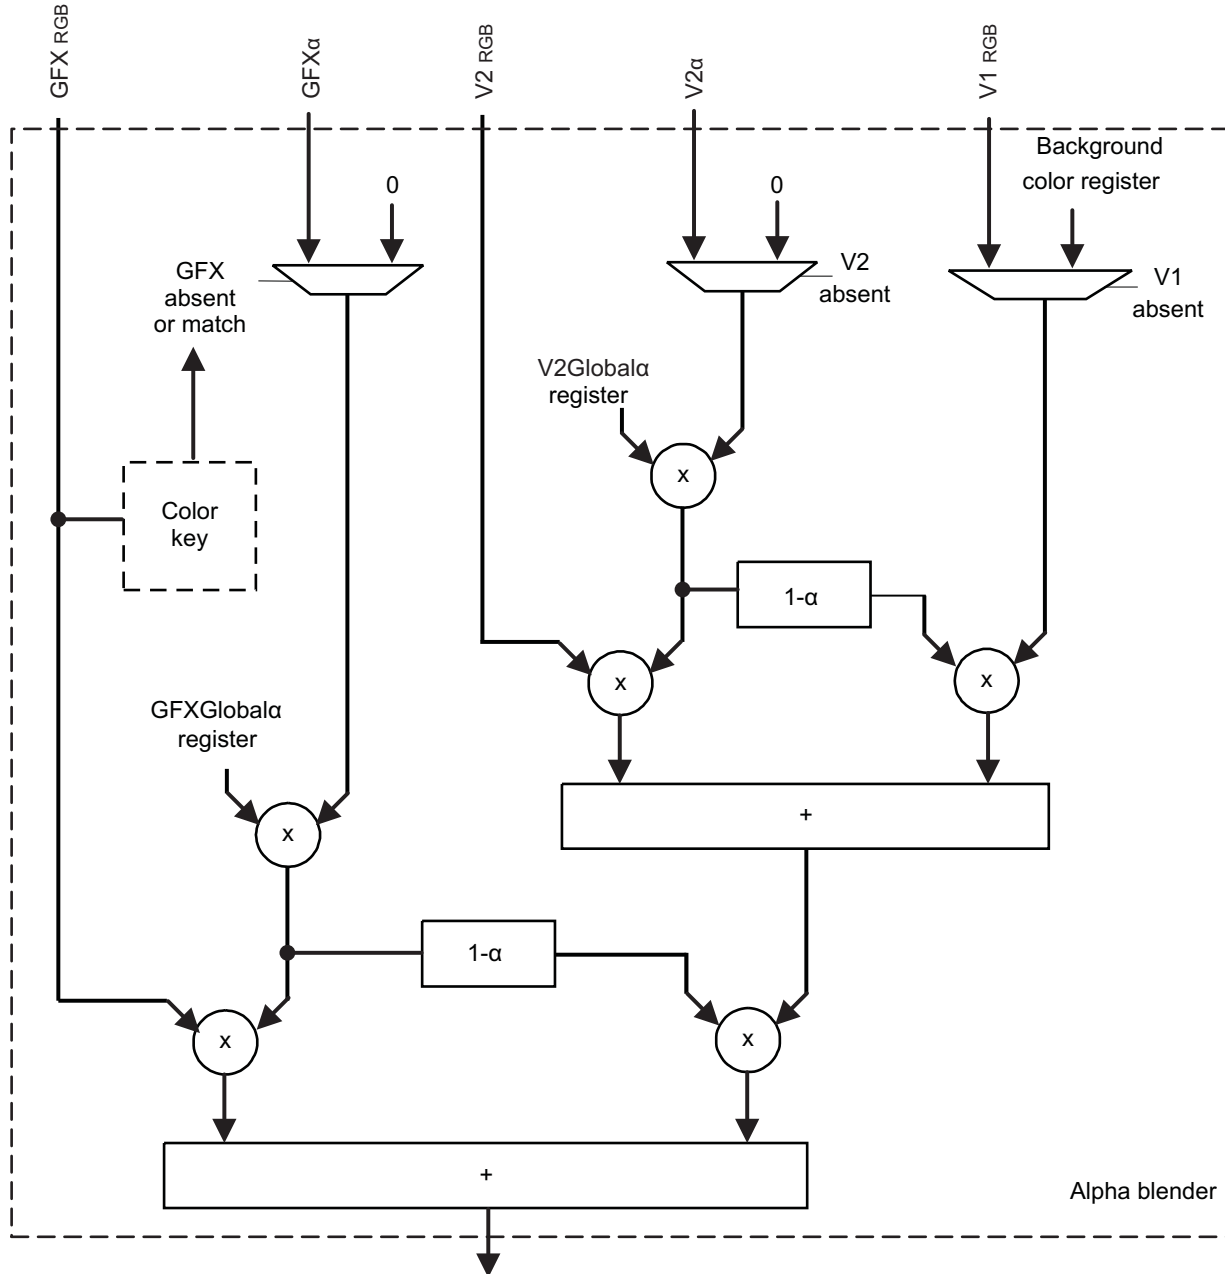 GFX RGB
GFXα
V2 RGB
V2α
V1 RGB
Background
color register
0
0
GFX
absent
or match
V2
absent
V1
absent
V2Globalα
register
x
Color
key
1-α
x
x
GFXGlobalα
register
+
x
1-α
x
x
+
Alpha blender